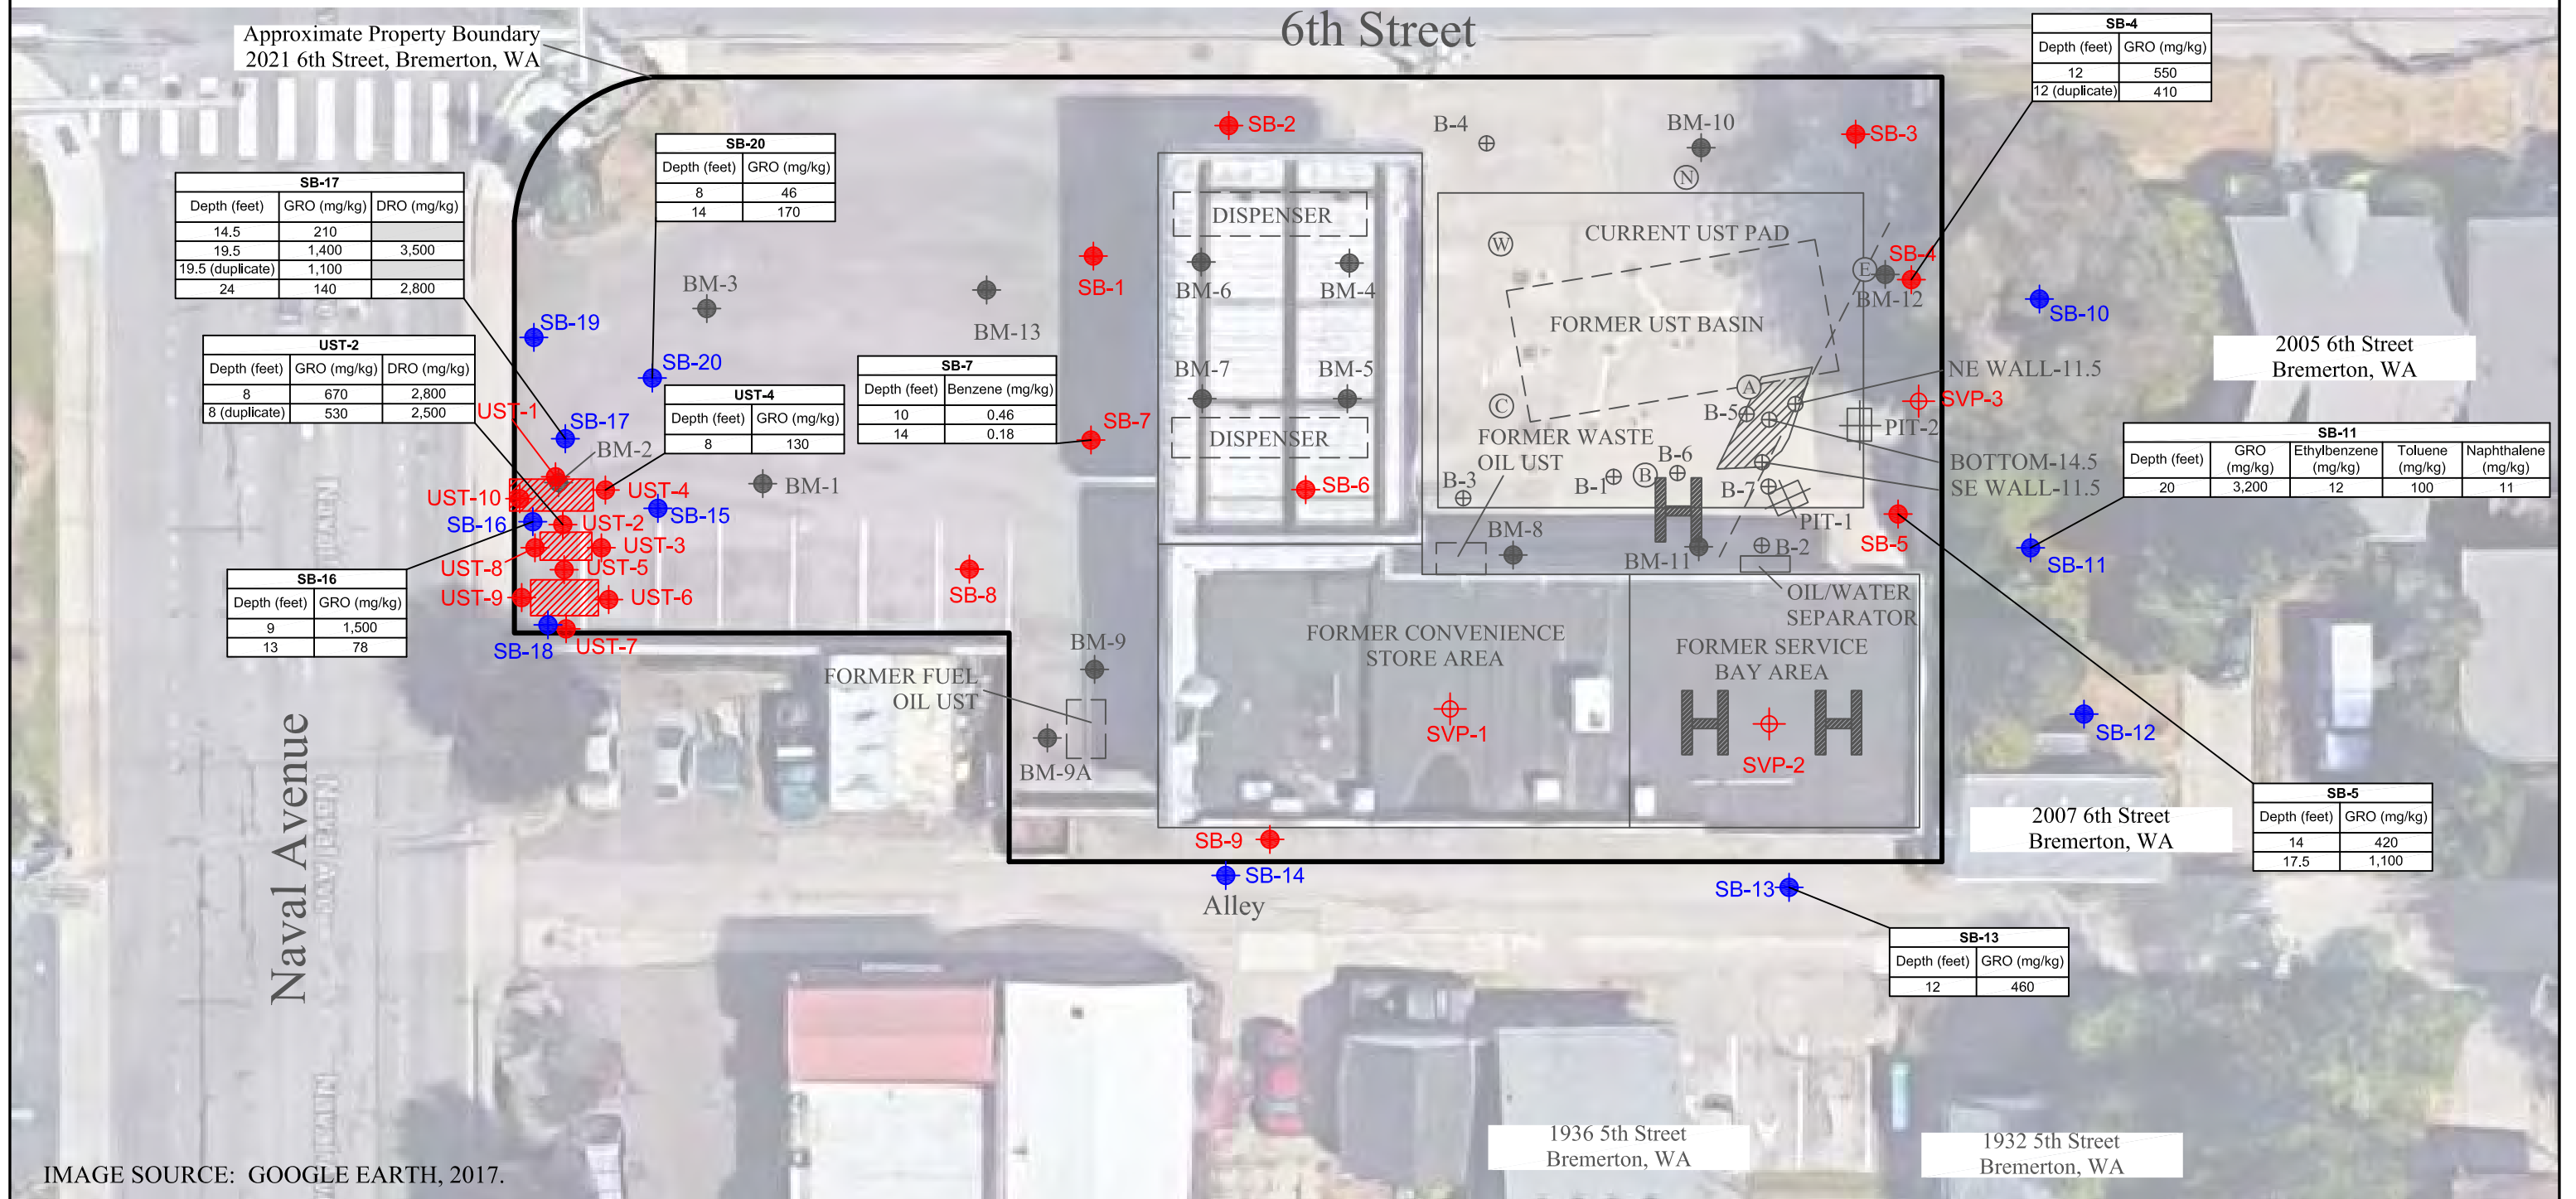 6th Street
Approximate Property Boundary
2021 6th Street, Bremerton, WA
SB-4
Depth (feet) GRO (mg/kg)
12 550
12 (duplicate) 410
SB-20
Depth (feet) GRO (mg/kg)
8 46
14 170
SB-17
Depth (feet) GRO (mg/kg) DRO (mg/kg)
14.5 210
19.5 1,400 3,500
19.5 (duplicate) 1,100
24 140 2,800
UST-2
Depth (feet) GRO (mg/kg) DRO (mg/kg)
8 670 2,800
8 (duplicate) 530 2,500
UST-4
Depth (feet) GRO (mg/kg)
8 130
SB-7
Depth (feet) Benzene (mg/kg)
10 0.46
14 0.18
SB-16
Depth (feet) GRO (mg/kg)
9 1,500
13 78
SB-11
Depth (feet) GRO (mg/kg) Ethylbenzene (mg/kg) Toluene (mg/kg) Naphthalene (mg/kg)
20 3,200 12 100 11
SB-5
Depth (feet) GRO (mg/kg)
14 420
17.5 1,100
SB-13
Depth (feet) GRO (mg/kg)
12 460
SB-2
B-4
BM-10
SB-3
N
DISPENSER
W
CURRENT UST PAD
SB-4
E
BM-12
SB-1
BM-6
BM-4
BM-3
BM-13
SB-19
SB-20
FORMER UST BASIN
SB-10
2005 6th Street
Bremerton, WA
BM-7
BM-5
NE WALL-11.5
A
C
B-5
SVP-3
UST-1
SB-17
SB-7
DISPENSER
FORMER WASTE
OIL UST
PIT-2
BM-2
B-6
BOTTOM-14.5
BM-1
SB-6
B-3
B-1
B
B-7
SE WALL-11.5
UST-10
UST-4
SB-15
SB-16
UST-2
BM-8
PIT-1
SB-5
UST-3
BM-11
B-2
SB-11
UST-8
UST-5
SB-8
OIL/WATER
SEPARATOR
UST-9
UST-6
SB-18
UST-7
BM-9
FORMER CONVENIENCE
STORE AREA
FORMER SERVICE
BAY AREA
FORMER FUEL
OIL UST
SVP-1
SVP-2
SB-12
BM-9A
2007 6th Street
Bremerton, WA
SB-9
SB-14
SB-13
Alley
Naval Avenue
Naval Ave
1936 5th Street
Bremerton, WA
1932 5th Street
Bremerton, WA
IMAGE SOURCE: GOOGLE EARTH, 2017.